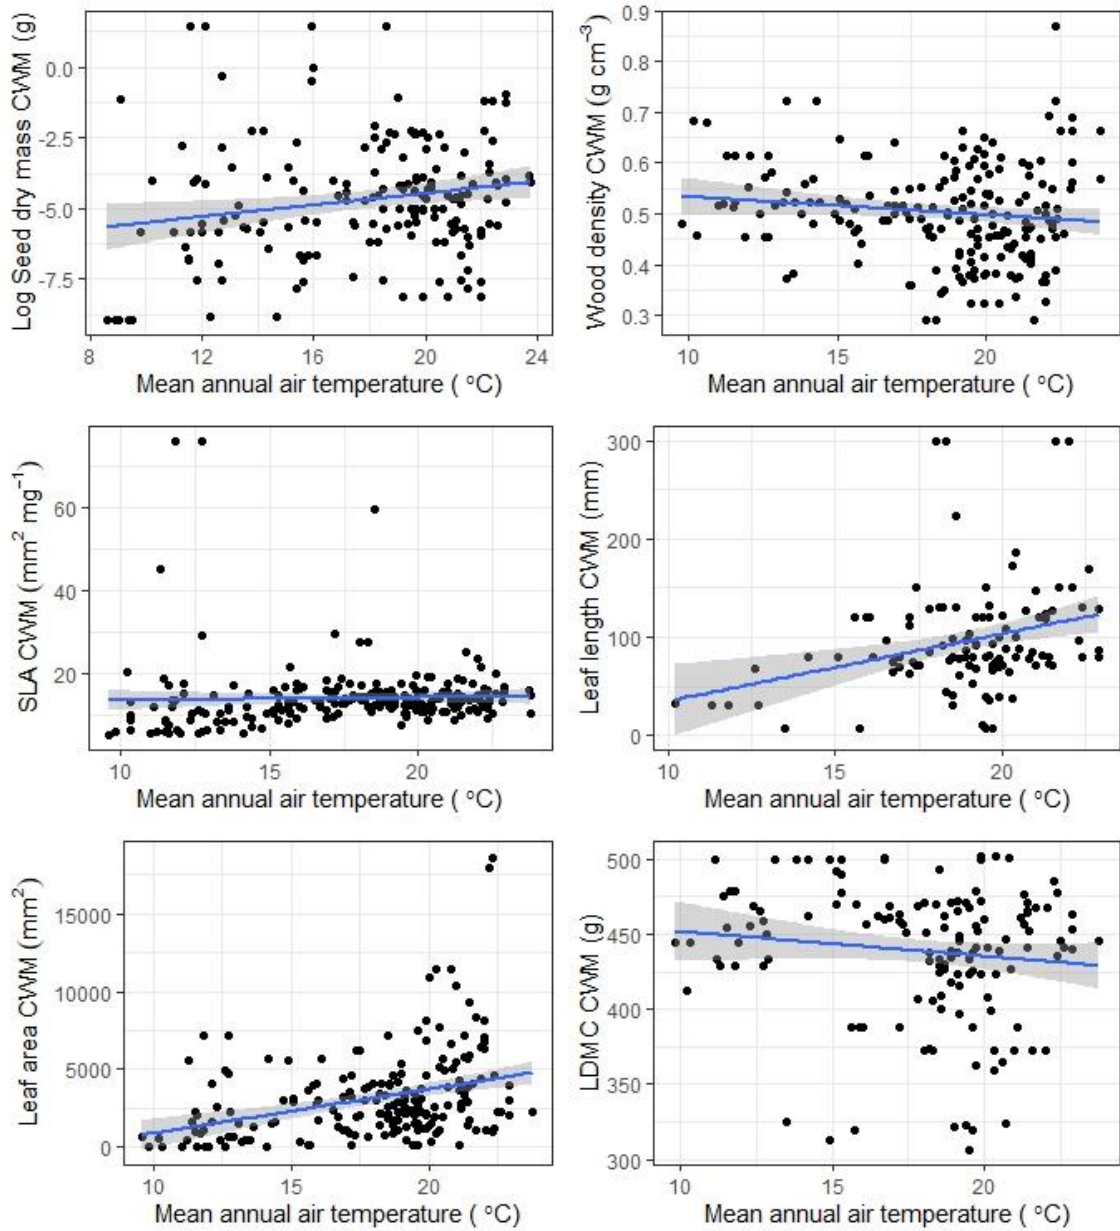 Log Seed dry mass CWM (g)
0.0
-2.5
-5.0
-7.5
8 12 16 20 24
Mean annual air temperature ( °C)
Wood density CWM (g cm⁻³)
0.9
0.8
0.7
0.6
0.5
0.4
0.3
10 15 20
Mean annual air temperature ( °C)
SLA CWM (mm² mg⁻¹)
60
40
20
10 15 20
Mean annual air temperature ( °C)
Leaf length CWM (mm)
300
200
100
0
10 15 20
Mean annual air temperature ( °C)
Leaf area CWM (mm²)
15000
10000
5000
0
10 15 20
Mean annual air temperature ( °C)
LDMC CWM (g)
500
450
400
350
300
10 15 20
Mean annual air temperature ( °C)